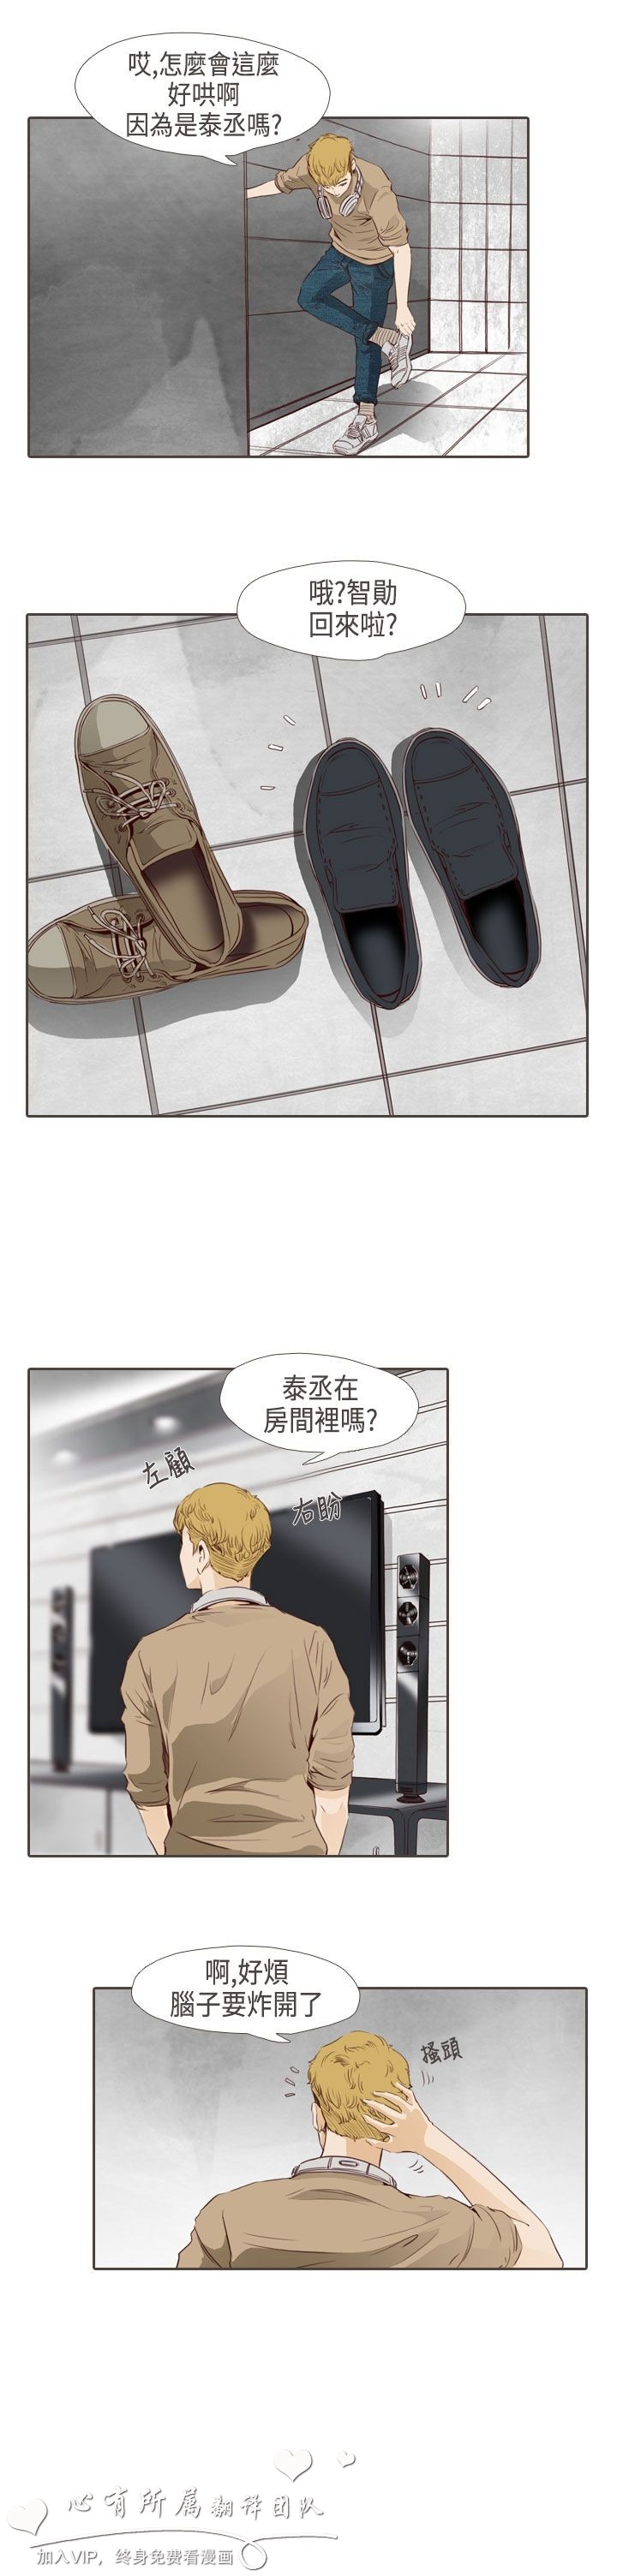 哎,怎麼會這麼
好哄啊
因為是泰丞嗎?
哦?智勛
回來啦?
泰丞在
房間裡嗎?
左顧
右盼
啊,好煩
腦子要炸開了
搔頭
心有所属翻译团队
加入VIP，终身免费看漫画